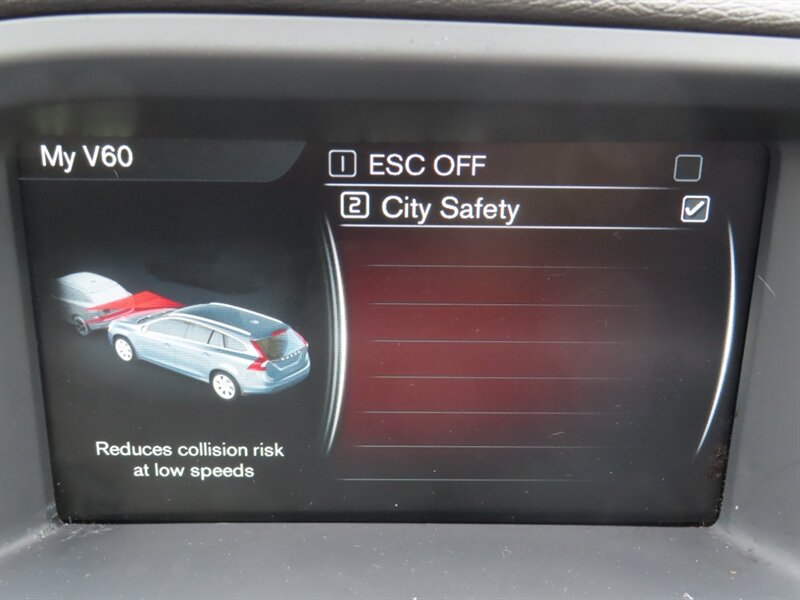 My V60
1 ESC OFF
2 City Safety
Reduces collision risk
at low speeds